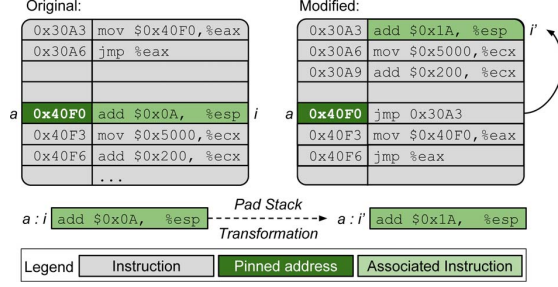 Original:
0x30A3 mov $0x40F0,%eax
0x30A6 jmp %eax
a 0x40F0 add $0x0A, %esp i
0x40F3 mov $0x5000,%ecx
0x40F6 add $0x200, %ecx
...
Modified:
0x30A3 add $0x1A, %esp i’
0x30A6 mov $0x5000,%ecx
0x30A9 add $0x200, %ecx
a 0x40F0 jmp 0x30A3
0x40F3 mov $0x40F0,%eax
0x40F6 jmp %eax
a : i add $0x0A, %esp
Pad Stack
Transformation
a : i’ add $0x1A, %esp
Legend Instruction Pinned address Associated Instruction